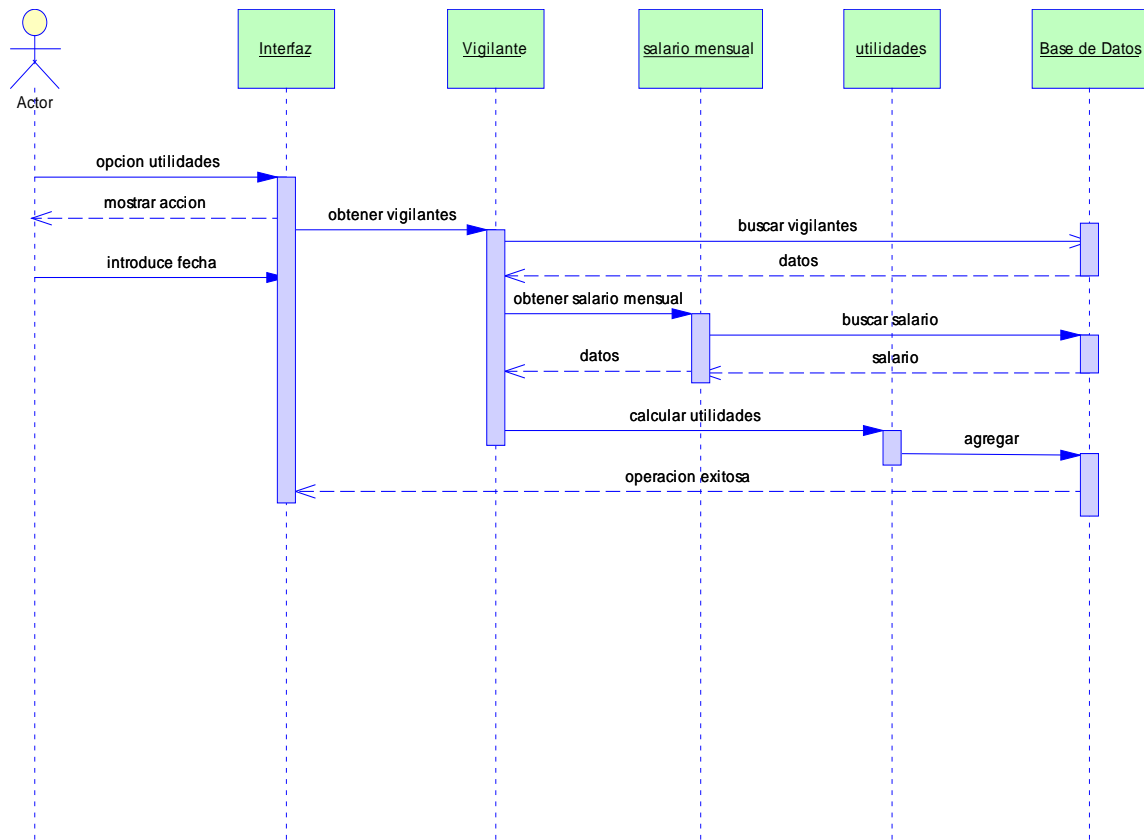 Interfaz
Vigilante
salario mensual
utilidades
Base de Datos
Actor
opcion utilidades
mostrar accion
obtener vigilantes
buscar vigilantes
introduce fecha
datos
obtener salario mensual
buscar salario
datos
salario
calcular utilidades
agregar
operacion exitosa